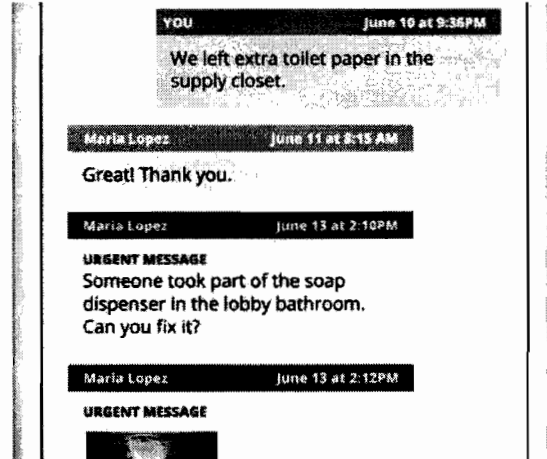 YOU June 10 at 9:36PM
We left extra toilet paper in the
supply closet.
Maria Lopez June 11 at 8:15 AM
Great! Thank you.
Maria Lopez June 13 at 2:10PM
URGENT MESSAGE
Someone took part of the soap
dispenser in the lobby bathroom.
Can you fix it?
Maria Lopez June 13 at 2:12PM
URGENT MESSAGE